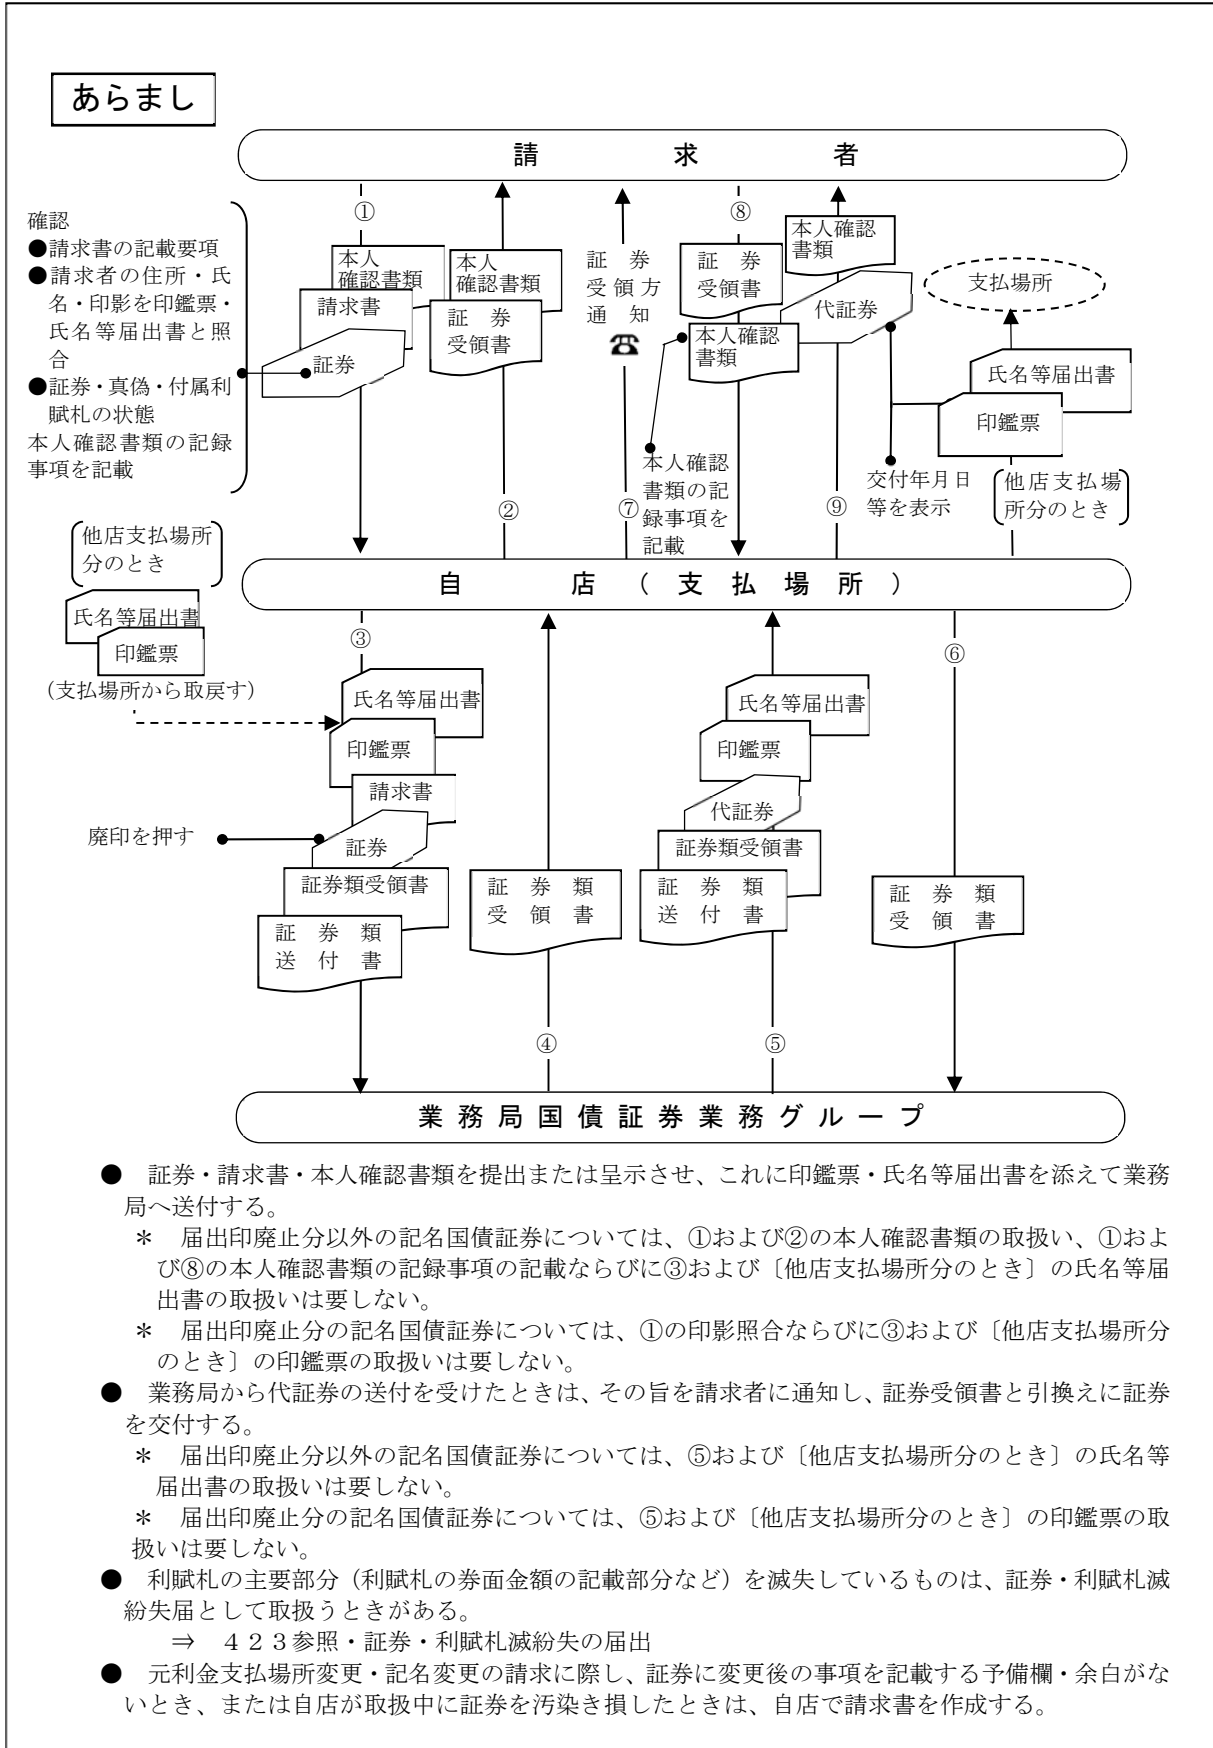 あらまし
請求者
確認
●請求書の記載要項
●請求者の住所・氏
名・印影を印鑑票・
氏名等届出書と照
合
●証券・真偽・付属利
賦札の状態
本人確認書類の記録
事項を記載
①
本人
確認書類
請求書
証券
本人
確認書類
証券
受領書
②
証券
受領方
通知
☎
⑦
⑧
証券
受領書
本人確認
書類
本人確認
書類の記
録事項を
記載
本人確認
書類
代証券
⑨
交付年月日
等を表示
支払場所
氏名等届出書
印鑑票
他店支払場
所分のとき
他店支払場所
分のとき
氏名等届出書
印鑑票
(支払場所から取戻す)
自店(支払場所)
③
氏名等届出書
印鑑票
請求書
廃印を押す
証券
証券類受領書
証券類
送付書
証券類
受領書
④
氏名等届出書
印鑑票
代証券
証券類受領書
証券類
送付書
⑤
⑥
証券類
受領書
業務局国債証券業務グループ
● 証券・請求書・本人確認書類を提出または呈示させ、これに印鑑票・氏名等届出書を添えて業務
局へ送付する。
＊ 届出印廃止分以外の記名国債証券については、①および②の本人確認書類の取扱い、①およ
び⑧の本人確認書類の記録事項の記載ならびに③および〔他店支払場所分のとき〕の氏名等届
出書の取扱いは要しない。
＊ 届出印廃止分の記名国債証券については、①の印影照合ならびに③および〔他店支払場所分
のとき〕の印鑑票の取扱いは要しない。
● 業務局から代証券の送付を受けたときは、その旨を請求者に通知し、証券受領書と引換えに証券
を交付する。
＊ 届出印廃止分以外の記名国債証券については、⑤および〔他店支払場所分のとき〕の氏名等
届出書の取扱いは要しない。
＊ 届出印廃止分の記名国債証券については、⑤および〔他店支払場所分のとき〕の印鑑票の取
扱いは要しない。
● 利賦札の主要部分（利賦札の券面金額の記載部分など）を滅失しているものは、証券・利賦札滅
紛失届として取扱うときがある。
⇒ ４２３参照・証券・利賦札滅紛失の届出
● 元利金支払場所変更・記名変更の請求に際し、証券に変更後の事項を記載する予備欄・余白がな
いとき、または自店が取扱中に証券を汚染き損したときは、自店で請求書を作成する。